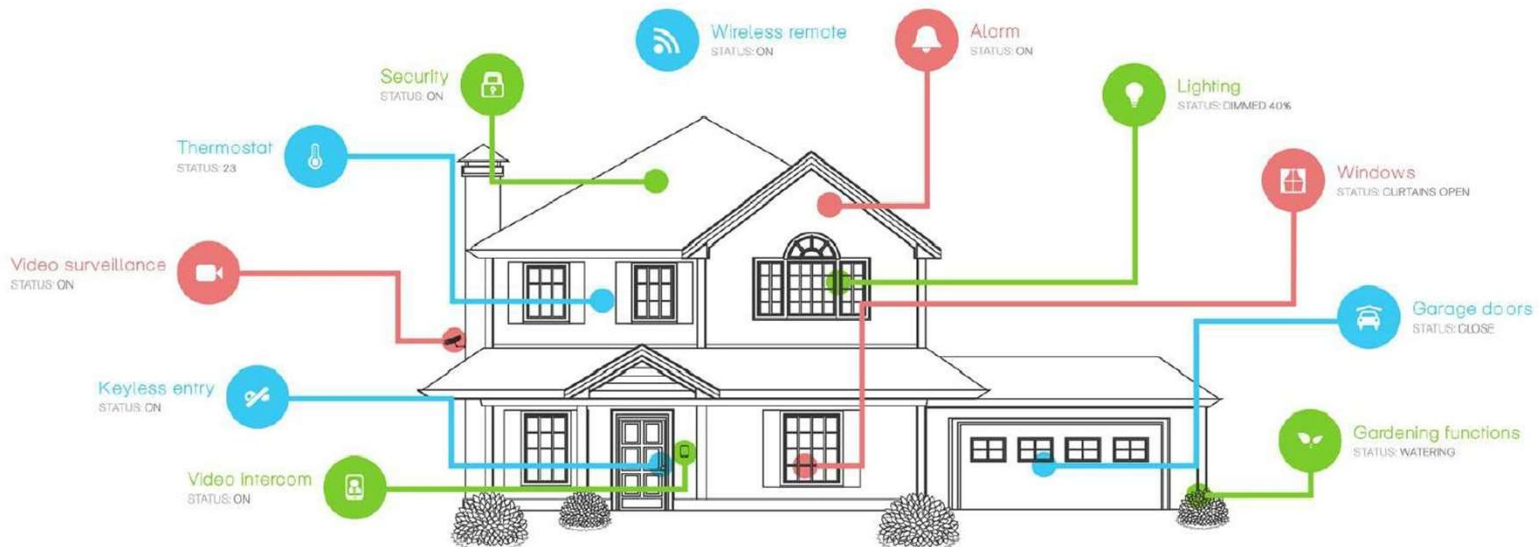 Wireless remote
STATUS: ON
Alarm
STATUS: ON
Security
STATUS: ON
Lighting
STATUS: DIMMED 40%
Thermostat
STATUS: 23
Windows
STATUS: CURTAINS OPEN
Video surveillance
STATUS: ON
Garage doors
STATUS: CLOSE
Keyless entry
STATUS: ON
Gardening functions
STATUS: WATERING
Video Intercom
STATUS: ON